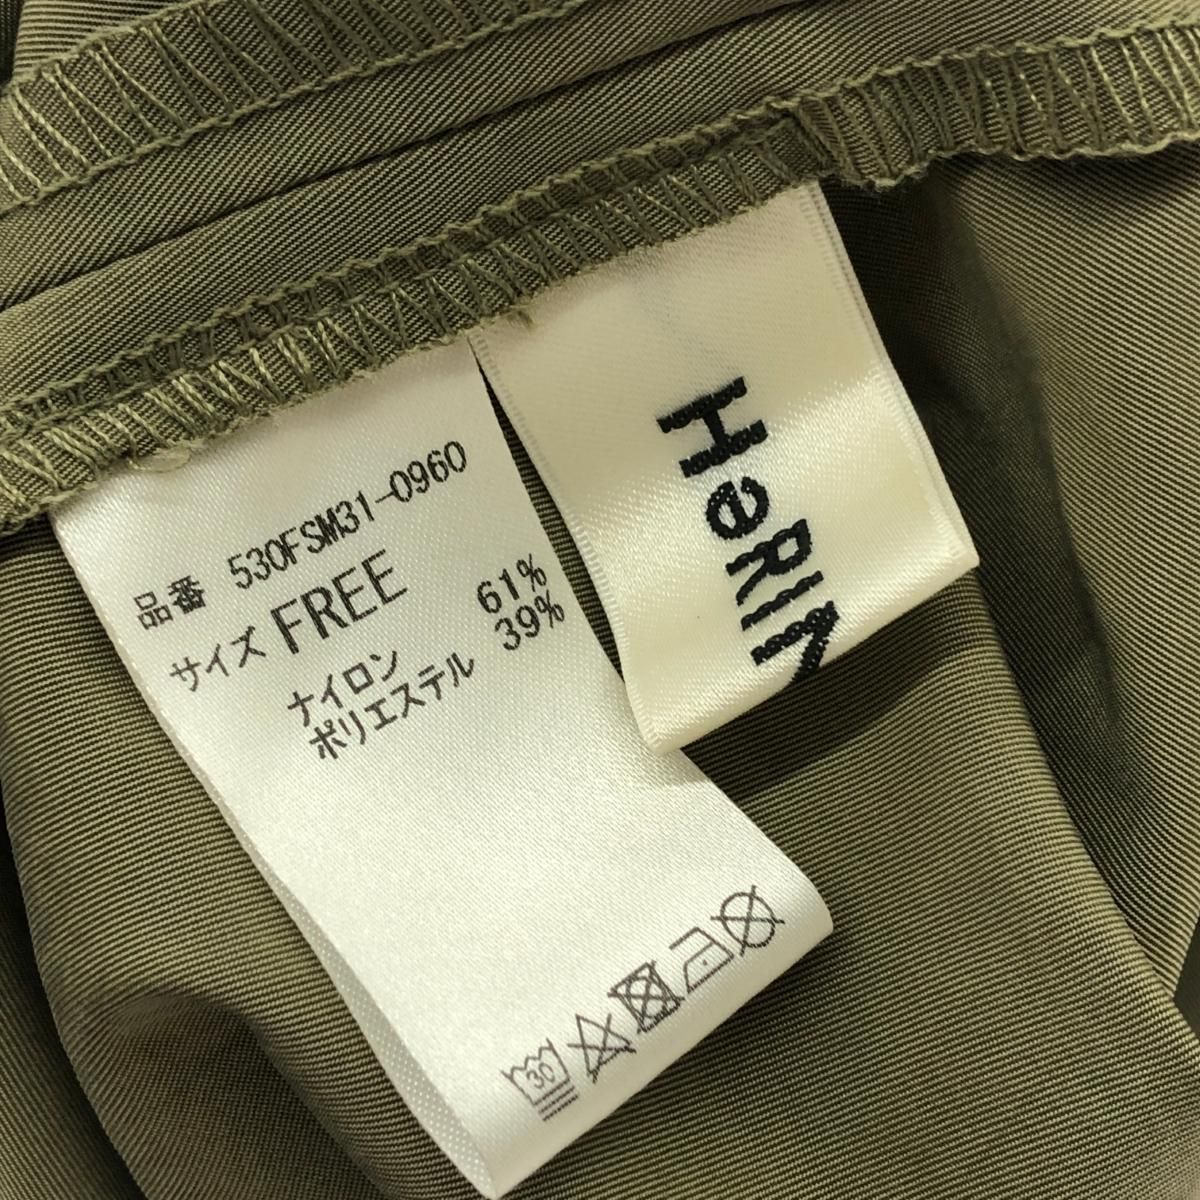 品番 530FSM31-0960
サイズ FREE
ナイロン 61%
ポリエステル 39%
30
HeRIN